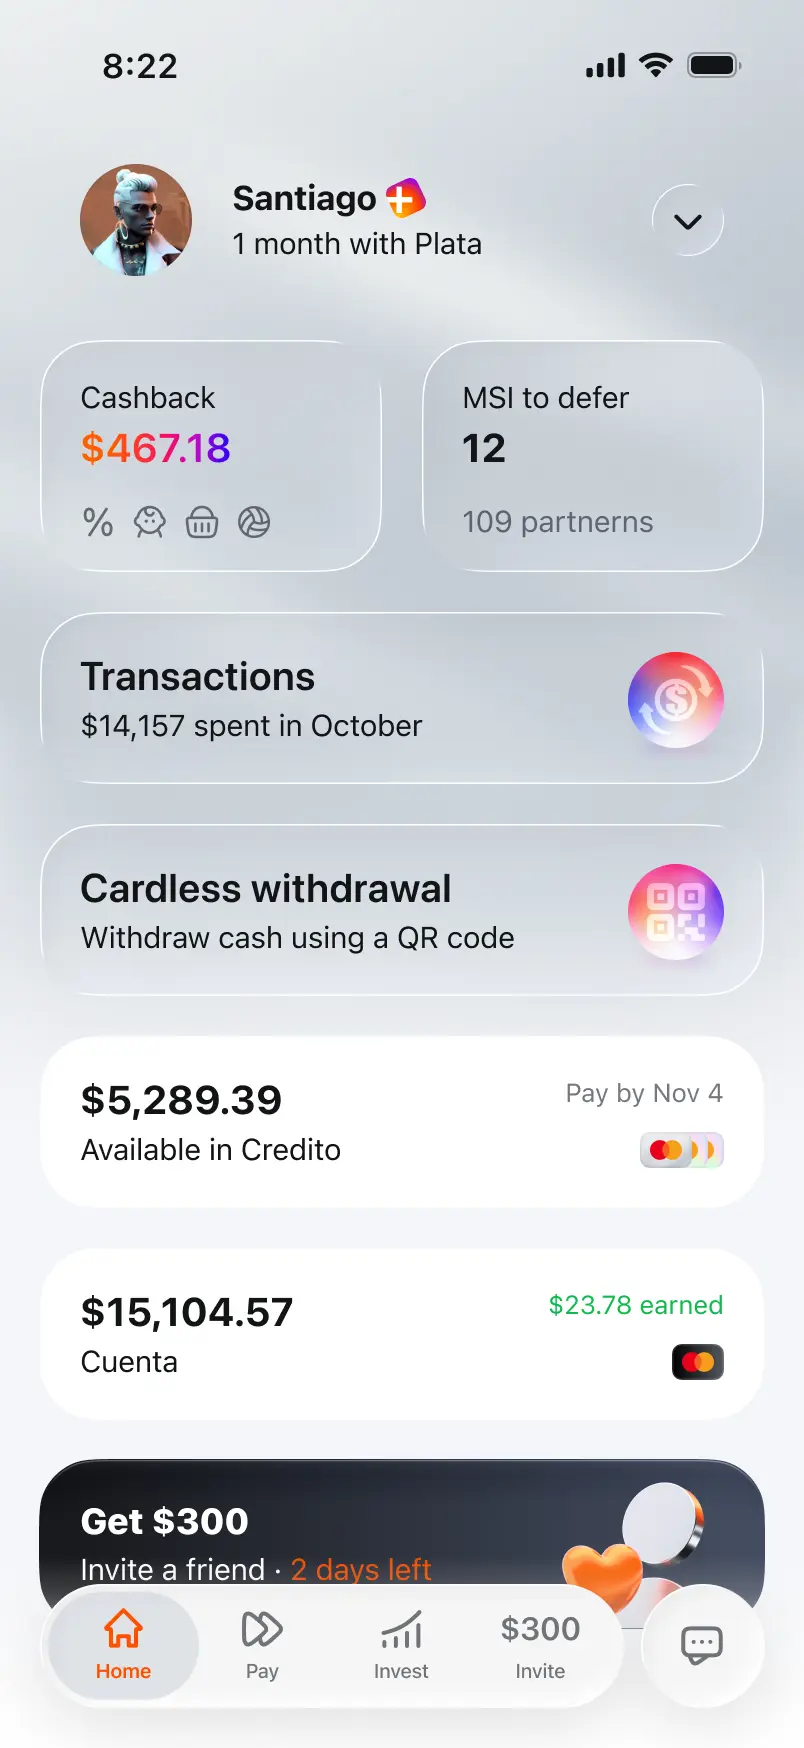 8:22
Santiago
1 month with Plata
Cashback
$467.18
MSI to defer
12
109 partnerns
Transactions
$14,157 spent in October
Cardless withdrawal
Withdraw cash using a QR code
$5,289.39
Pay by Nov 4
Available in Credito
$15,104.57
$23.78 earned
Cuenta
Get $300
Invite a friend · 2 days left
Home
Pay
Invest
$300
Invite